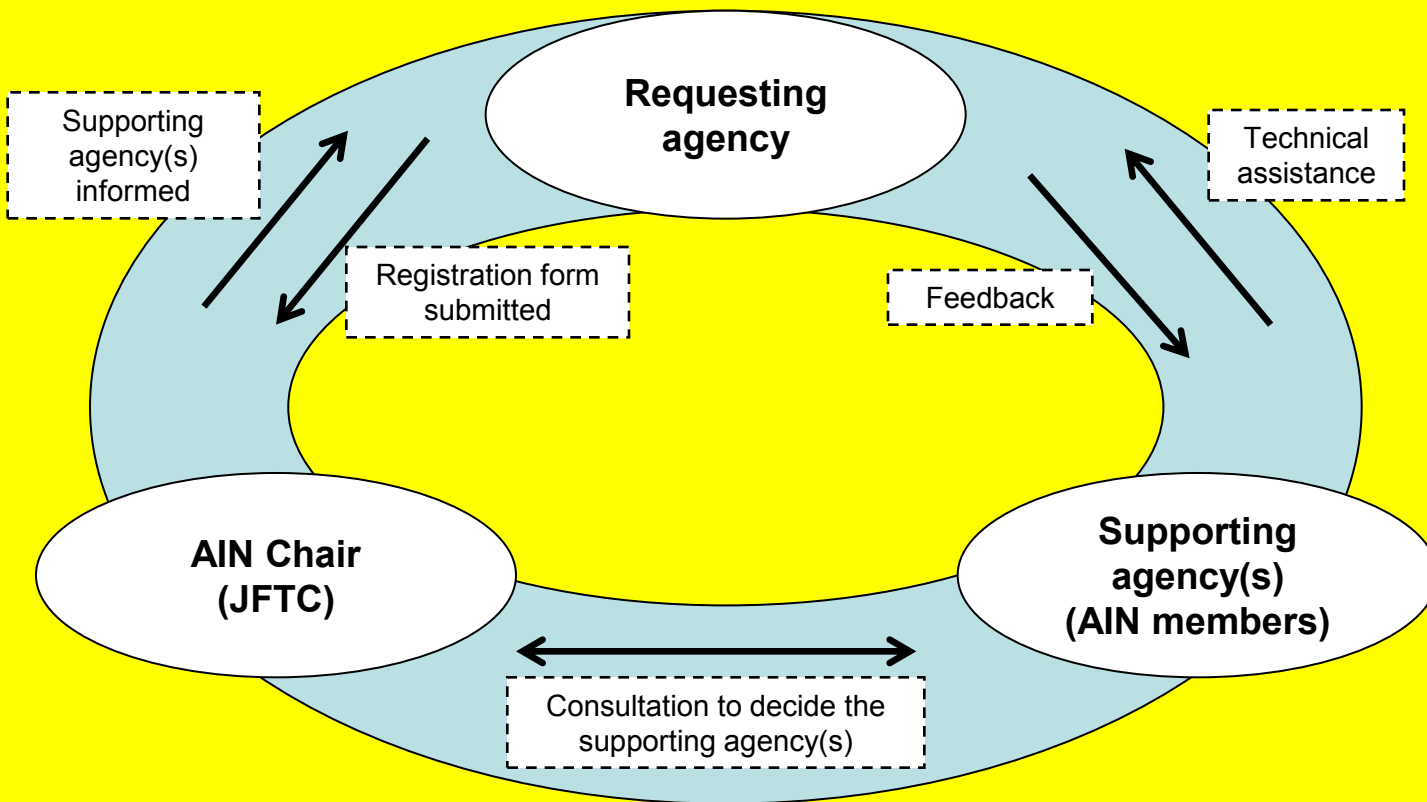 Requesting
agency
Supporting
agency(s)
informed
Technical
assistance
Registration form
submitted
Feedback
AIN Chair
(JFTC)
Supporting
agency(s)
(AIN members)
Consultation to decide the
supporting agency(s)